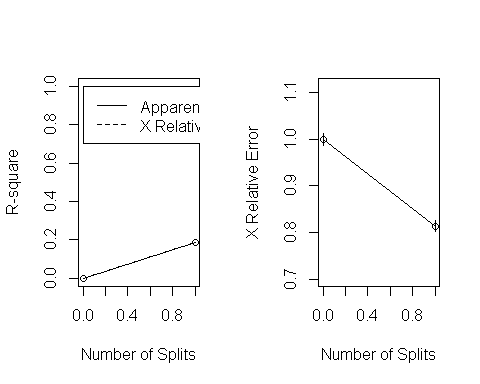 R-square
1.0
0.8
0.6
0.4
0.2
0.0
Apparen
X Relativ
0.0 0.4 0.8
Number of Splits
X Relative Error
1.1
1.0
0.9
0.8
0.7
0.0 0.4 0.8
Number of Splits